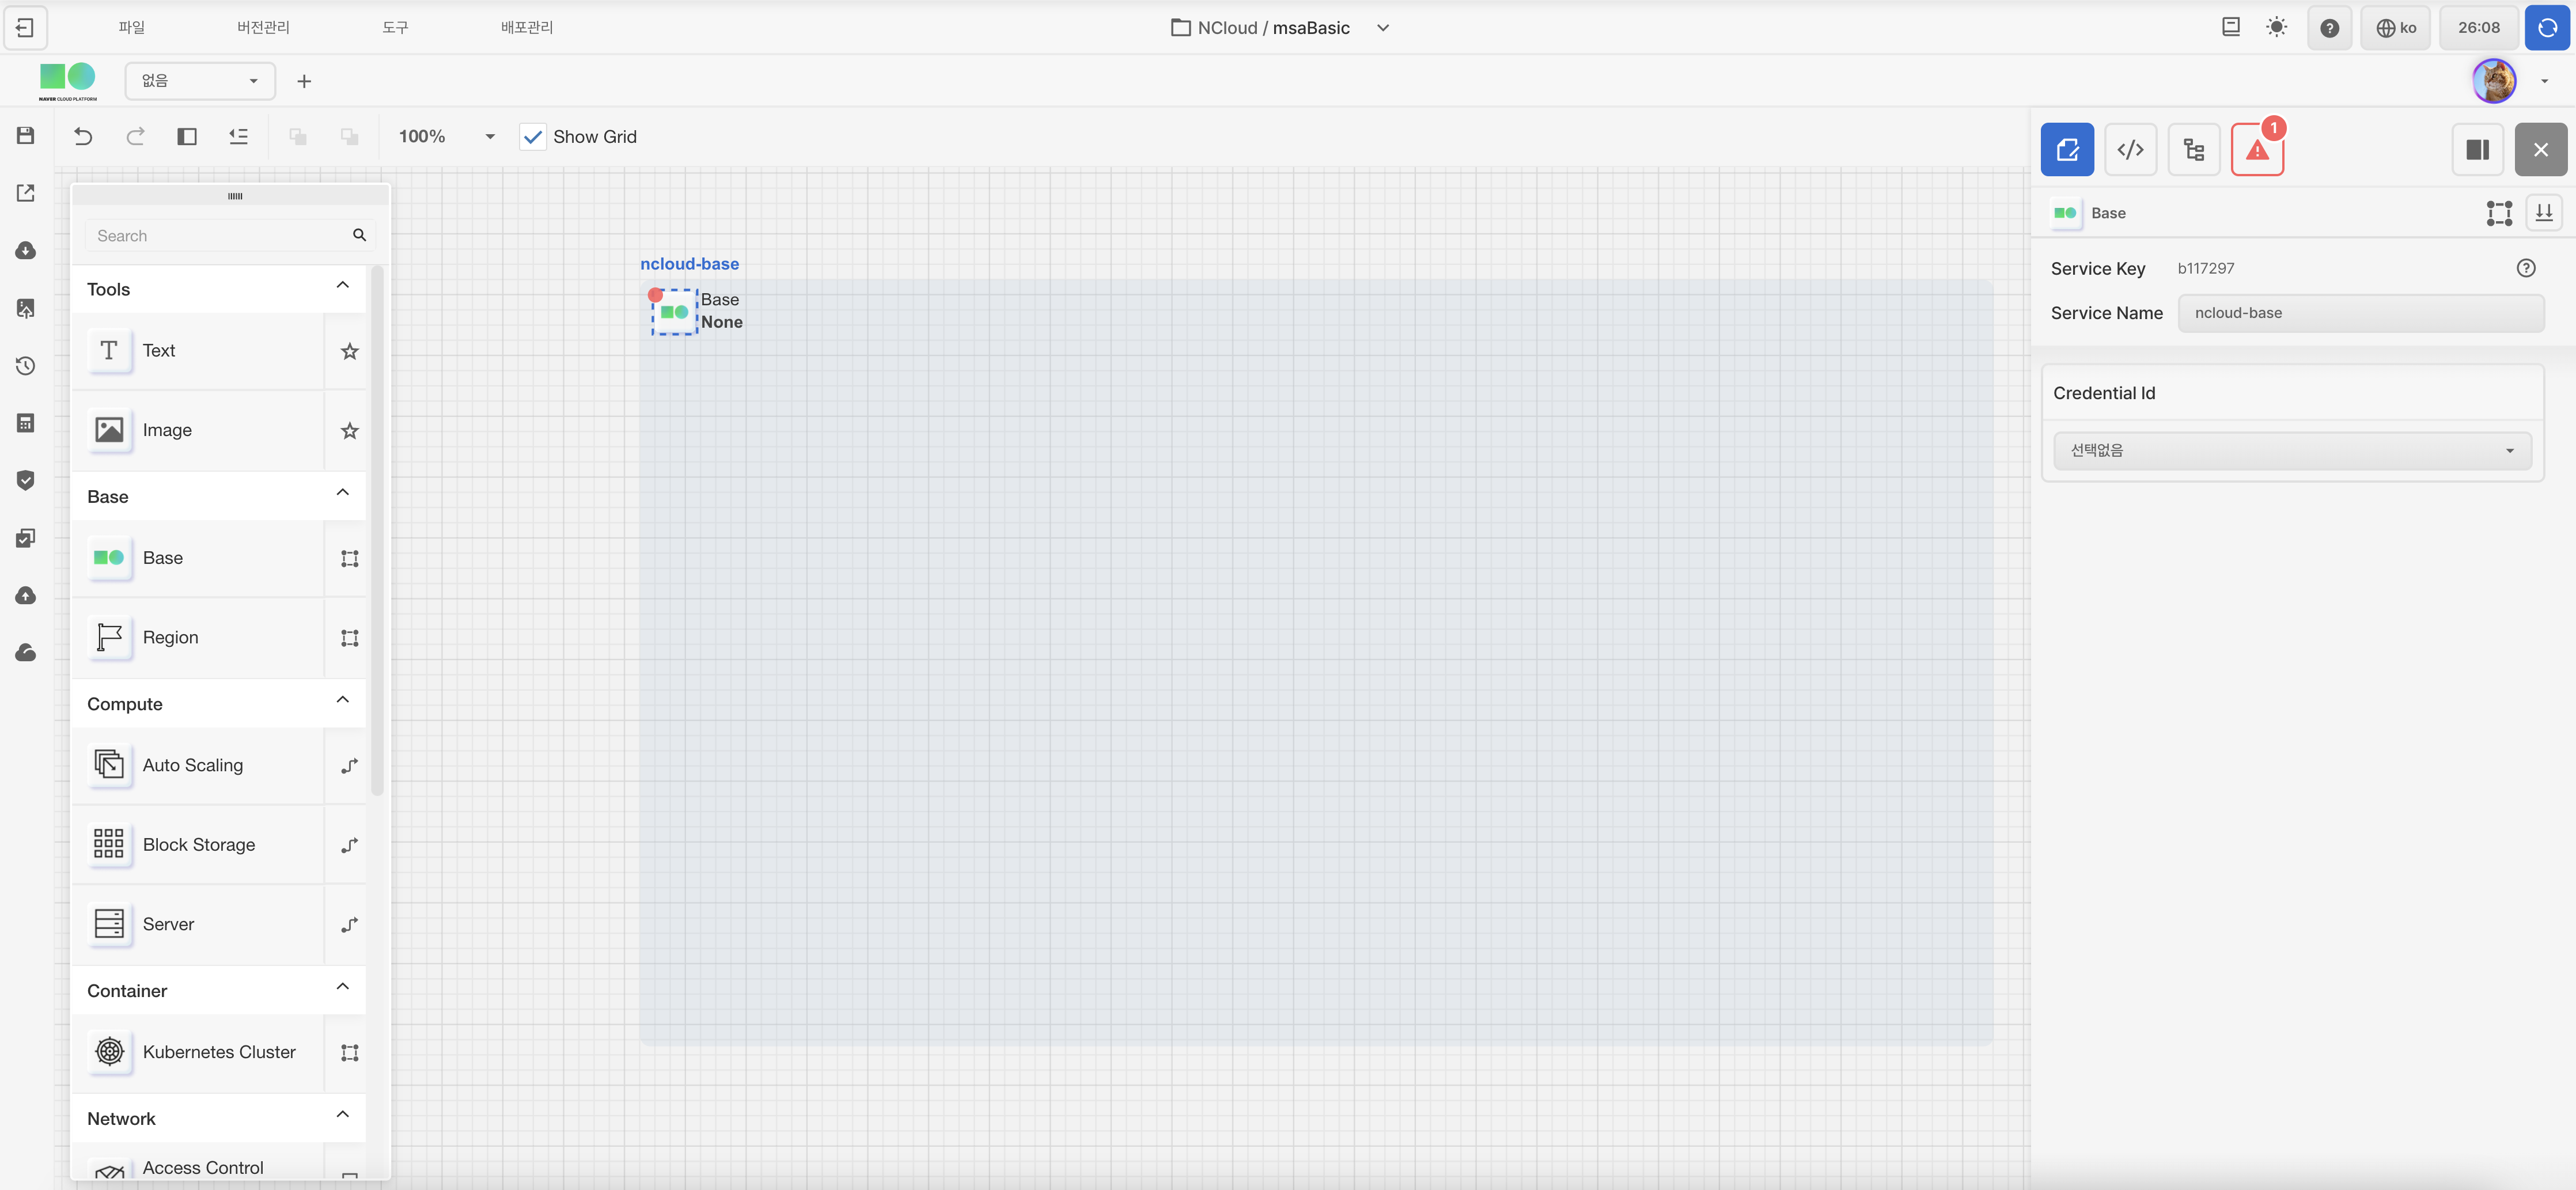 파일
버전관리
도구
배포관리
NCloud / msaBasic
ko
26:08
NAVER CLOUD PLATFORM
없음
100%
Show Grid
1
Search
Tools
Text
Image
Base
Base
Region
Compute
Auto Scaling
Block Storage
Server
Container
Kubernetes Cluster
Network
Access Control
ncloud-base
Base
None
Base
Service Key b117297
Service Name ncloud-base
Credential Id
선택없음